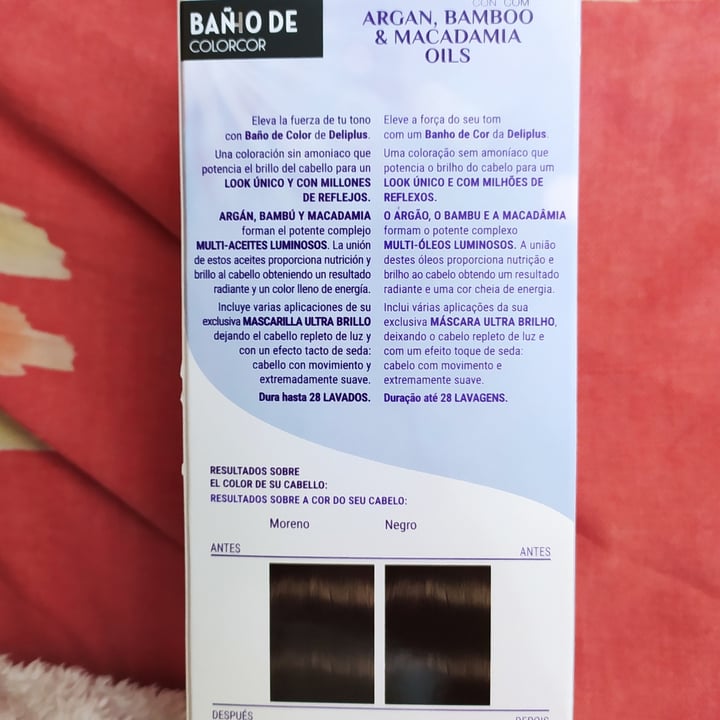 BAÑHO DE
COLORCOR
CON COM
ARGAN, BAMBOO
& MACADAMIA
OILS
Eleva la fuerza de tu tono
con Baño de Color de Deliplus.
Una coloración sin amoniaco que
potencia el brillo del cabello para un
LOOK ÚNICO Y CON MILLONES
DE REFLEJOS.
ARGÁN, BAMBÚ Y MACADAMIA
forman el potente complejo
MULTI-ACEITES LUMINOSOS. La unión
de estos aceites proporciona nutrición y
brillo al cabello obteniendo un resultado
radiante y un color lleno de energía.
Incluye varias aplicaciones de su
exclusiva MASCARILLA ULTRA BRILLO
dejando el cabello repleto de luz y
con un efecto tacto de seda:
cabello con movimiento y
extremadamente suave.
Dura hasta 28 LAVADOS.
Eleve a força do seu tom
com um Banho de Cor da Deliplus.
Uma coloração sem amoníaco que
potencia o brilho do cabelo para um
LOOK ÚNICO E COM MILHÕES DE
REFLEXOS.
O ARGÃO, O BAMBU E A MACADÂMIA
formam o potente complexo
MULTI-ÓLEOS LUMINOSOS. A união
destes óleos proporciona nutrição e
brilho ao cabelo obtendo um resultado
radiante e uma cor cheia de energia.
Inclui várias aplicações da sua
exclusiva MÁSCARA ULTRA BRILHO,
deixando o cabelo repleto de luz e
com um efeito toque de seda:
cabelo com movimento e
extremamente suave.
Duração até 28 LAVAGENS.
RESULTADOS SOBRE
EL COLOR DE SU CABELLO:
RESULTADOS SOBRE A COR DO SEU CABELO:
Moreno Negro
ANTES ANTES
DESPUÉS DEPOIS